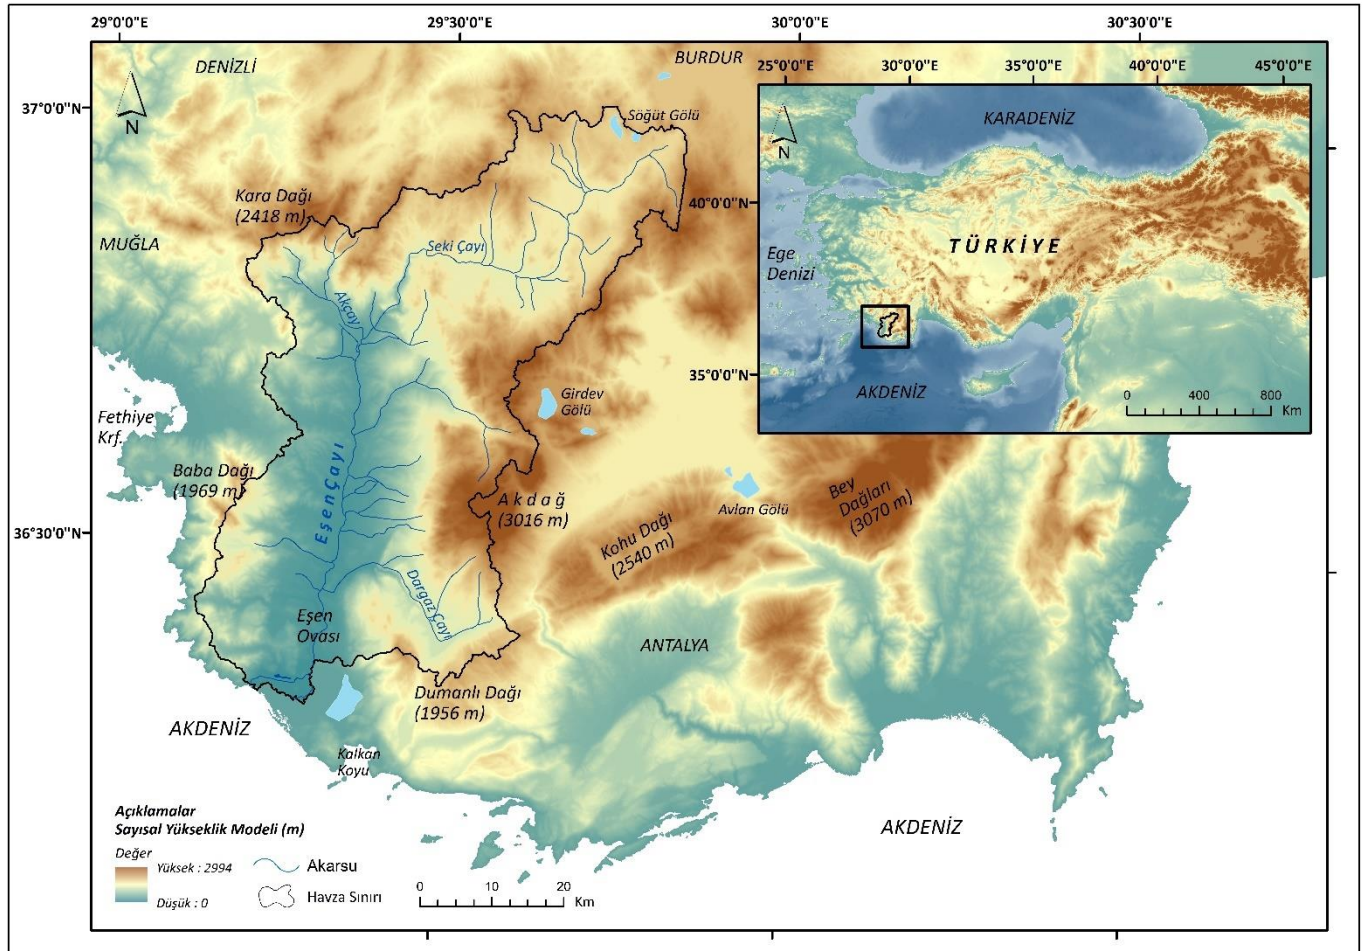 29°0'0"E
29°30'0"E
30°0'0"E
30°30'0"E
DENİZLİ
BURDUR
25°0'0"E
30°0'0"E
35°0'0"E
40°0'0"E
45°0'0"E
37°0'0"N
N
Söğüt Gölü
KARADENİZ
N
Kara Dağı
(2418 m)
40°0'0"N
MUĞLA
Seki Çayı
Ege
Denizi
TÜRKİYE
Akçay
35°0'0"N
AKDENİZ
0 400 800
Km
Girdev
Gölü
Fethiye
Krf.
EşenÇayı
Baba Dağı
(1969 m)
Akdağ
(3016 m)
Avlan Gölü
Bey
Dağları
(3070 m)
Kohu Dağı
(2540 m)
36°30'0"N
Dargaz Çayı
Eşen
Ovası
ANTALYA
Dumanlı Dağı
(1956 m)
AKDENİZ
Kalkan
Koyu
AKDENİZ
Açıklamalar
Sayısal Yükseklik Modeli (m)
Değer
Yüksek : 2994
Düşük : 0
Akarsu
Havza Sınırı
0 10 20
Km